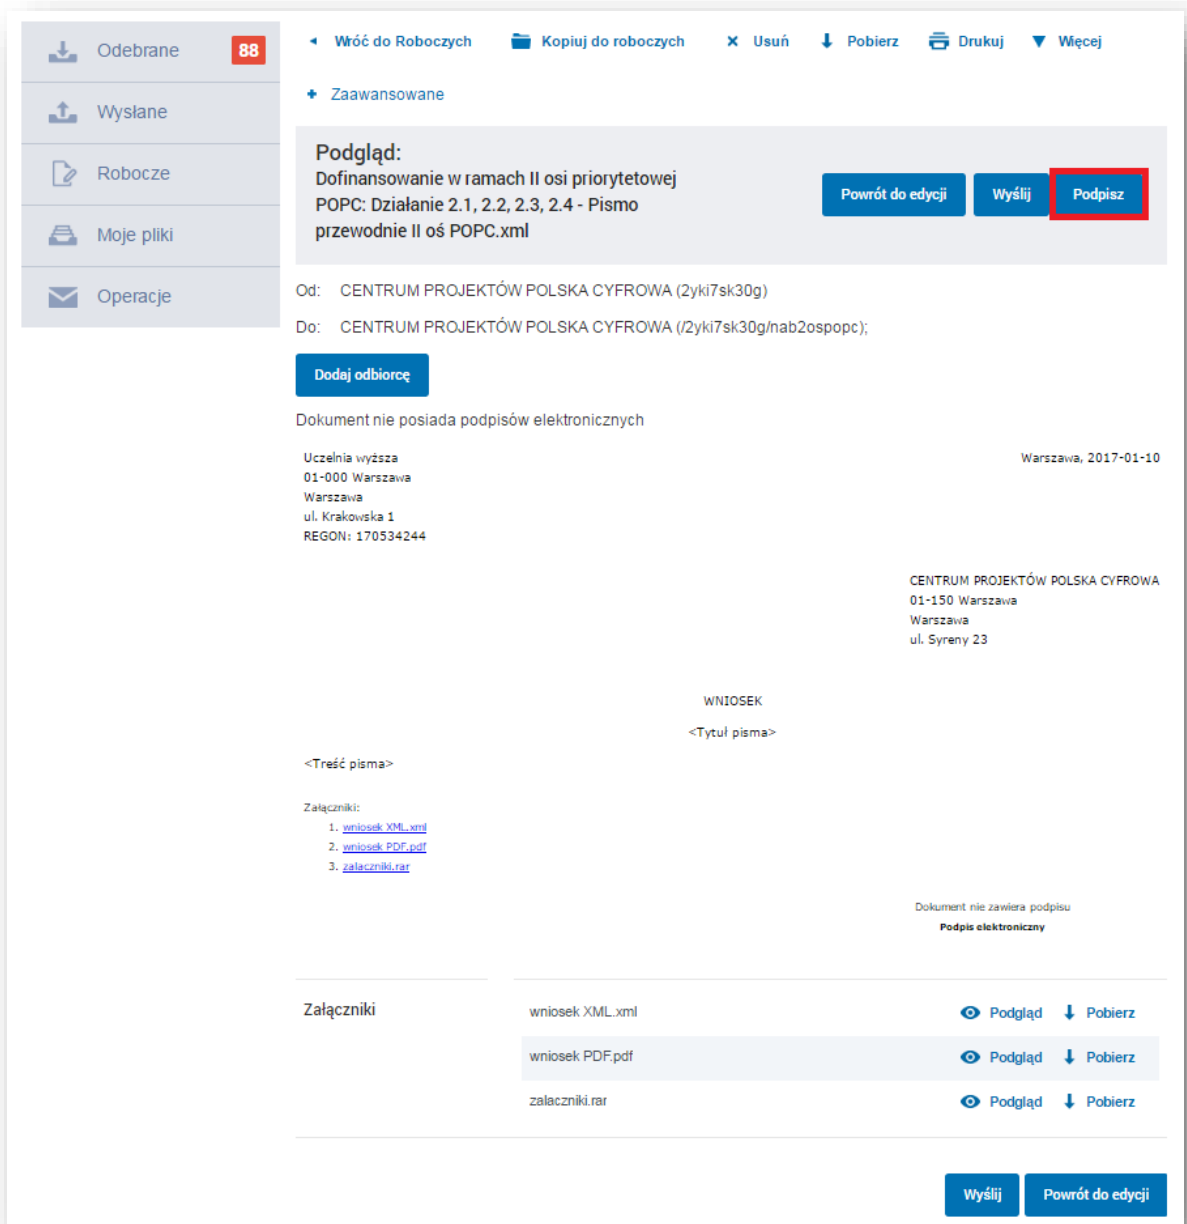 Odebrane 88
Wysłane
Robocze
Moje pliki
Operacje
Wróć do Roboczych Kopiuj do roboczych Usuń Pobierz Drukuj Więcej
Zaawansowane
Podgląd:
Dofinansowanie w ramach II osi priorytetowej
POPC: Działanie 2.1, 2.2, 2.3, 2.4 - Pismo
przewodnie II oś POPC.xml
Powrót do edycji Wyślij Podpisz
Od: CENTRUM PROJEKTÓW POLSKA CYFROWA (2yki7sk30g)
Do: CENTRUM PROJEKTÓW POLSKA CYFROWA (/2yki7sk30g/nab2ospopc);
Dodaj odbiorcę
Dokument nie posiada podpisów elektronicznych
Uczelnia wyższa
01-000 Warszawa
Warszawa
ul. Krakowska 1
REGON: 170534244
Warszawa, 2017-01-10
CENTRUM PROJEKTÓW POLSKA CYFROWA
01-150 Warszawa
Warszawa
ul. Syreny 23
WNIOSEK
<Tytuł pisma>
<Treść pisma>
Załączniki:
1. wniosek XML.xml
2. wniosek PDF.pdf
3. zalaczniki.rar
Dokument nie zawiera podpisu
Podpis elektroniczny
Załączniki
wniosek XML.xml Podgląd Pobierz
wniosek PDF.pdf Podgląd Pobierz
zalaczniki.rar Podgląd Pobierz
Wyślij Powrót do edycji